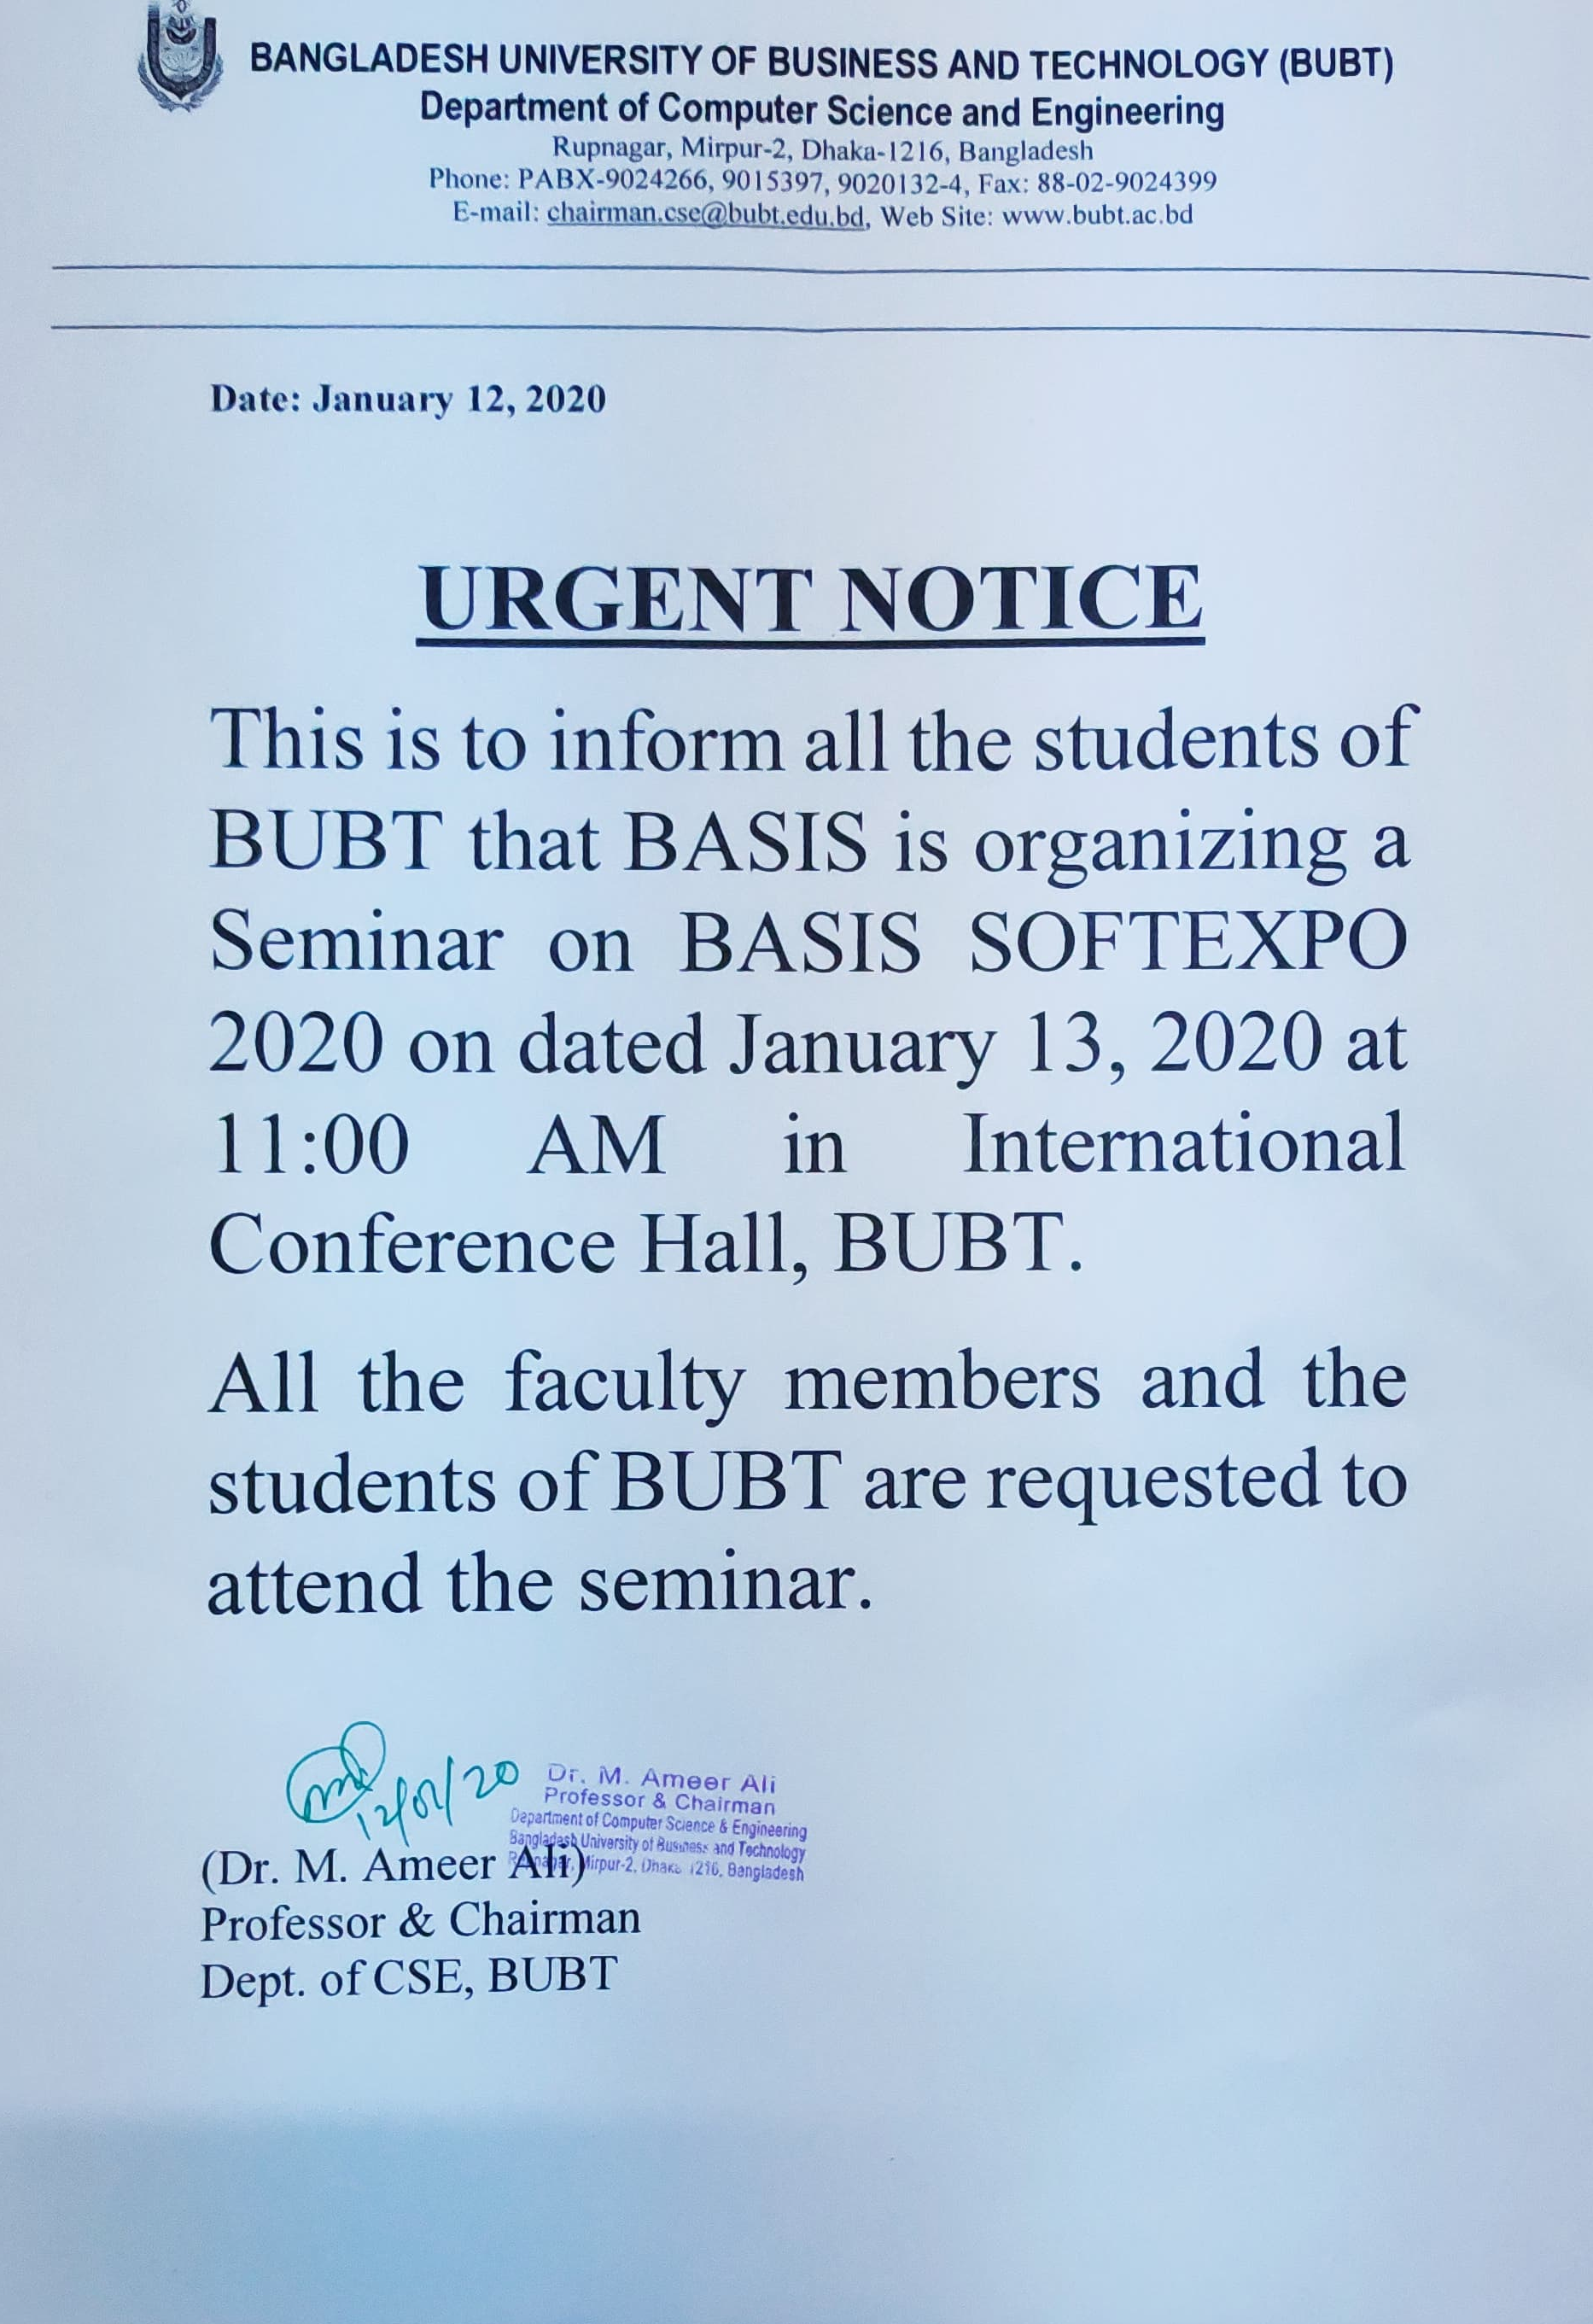 BANGLADESH UNIVERSITY OF BUSINESS AND TECHNOLOGY (BUBT)
Department of Computer Science and Engineering
Rupnagar, Mirpur-2, Dhaka-1216, Bangladesh
Phone: PABX-9024266, 9015397, 9020132-4, Fax: 88-02-9024399
E-mail: chairman.cse@bubt.edu.bd, Web Site: www.bubt.ac.bd
Date: January 12, 2020
URGENT NOTICE
This is to inform all the students of
BUBT that BASIS is organizing a
Seminar on BASIS SOFTEXPO
2020 on dated January 13, 2020 at
11:00 AM in International
Conference Hall, BUBT.
All the faculty members and the
students of BUBT are requested to
attend the seminar.
12/01/20
Dr. M. Ameer Ali
Professor & Chairman
Department of Computer Science & Engineering
Bangladesh University of Business and Technology
Mirpur-2, Dhaka 1216, Bangladesh
(Dr. M. Ameer Ali)
Professor & Chairman
Dept. of CSE, BUBT